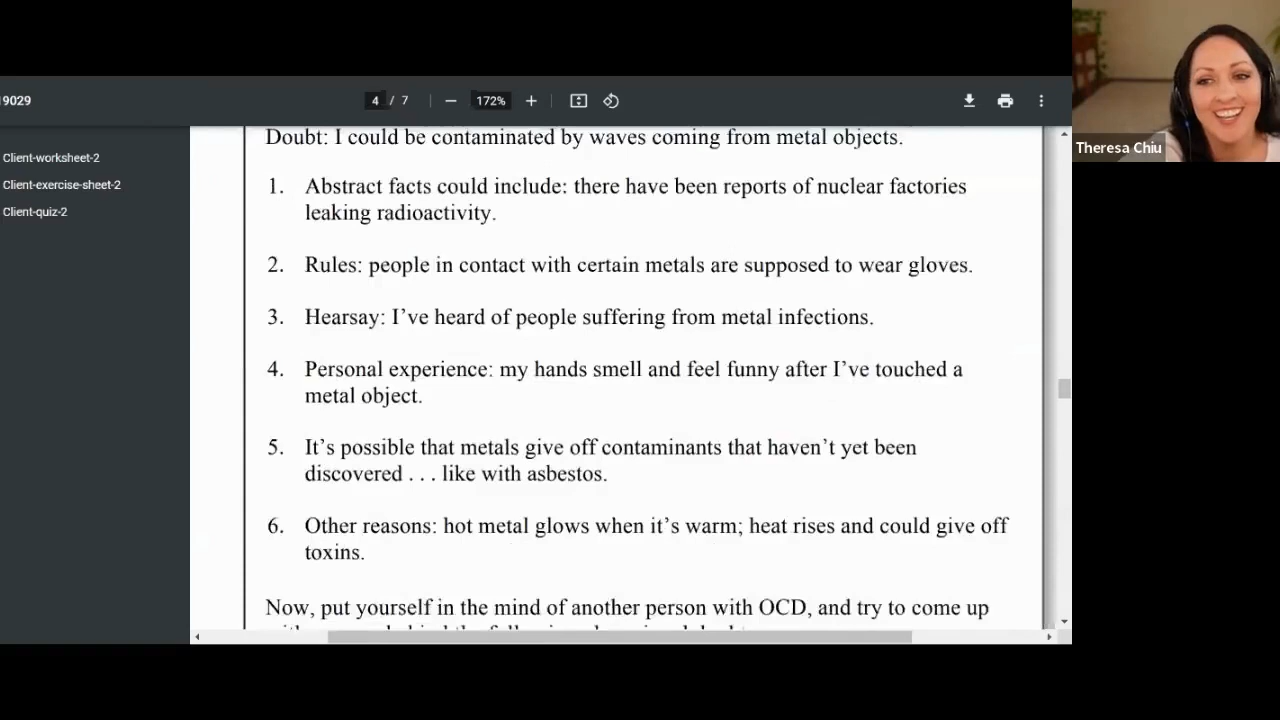 19029
4 / 7
172%
Theresa Chiu
Client-worksheet-2
Client-exercise-sheet-2
Client-quiz-2
Doubt: I could be contaminated by waves coming from metal objects.
1. Abstract facts could include: there have been reports of nuclear factories
leaking radioactivity.
2. Rules: people in contact with certain metals are supposed to wear gloves.
3. Hearsay: I've heard of people suffering from metal infections.
4. Personal experience: my hands smell and feel funny after I've touched a
metal object.
5. It's possible that metals give off contaminants that haven't yet been
discovered . . . like with asbestos.
6. Other reasons: hot metal glows when it's warm; heat rises and could give off
toxins.
Now, put yourself in the mind of another person with OCD, and try to come up